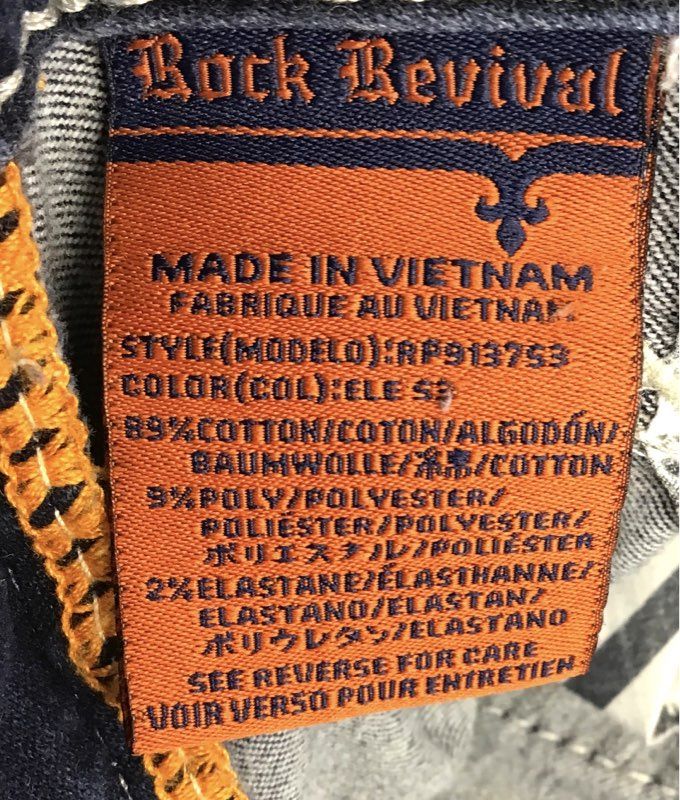 Rock Revival
MADE IN VIETNAM
FABRIQUE AU VIETNAM
STYLE(MODELO):RP9137S3
COLOR(COL):ELE S3
89%COTTON/COTON/ALGODÓN/
BAUMWOLLE/綿/COTTON
9%POLY/POLYESTER/
POLIÉSTER/POLYESTER/
ポリエステル/POLIÉSTER
2%ELASTANE/ÉLASTHANNE/
ELASTANO/ELASTAN/
ポリウレタン/ELASTANO
SEE REVERSE FOR CARE
VOIR VERSO POUR ENTRETIEN